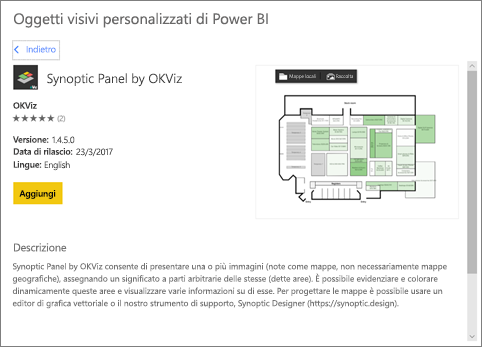 Oggetti visivi personalizzati di Power BI
Indietro
Synoptic Panel by OKViz
OKViz
(2)
Versione: 1.4.5.0
Data di rilascio: 23/3/2017
Lingue: English
Aggiungi
Mappe locali
Raccolta
Descrizione
Synoptic Panel by OKViz consente di presentare una o più immagini (note come mappe, non necessariamente mappe
geografiche), assegnando un significato a parti arbitrarie delle stesse (dette aree). È possibile evidenziare e colorare
dinamicamente queste aree e visualizzare varie informazioni su di esse. Per progettare le mappe è possibile usare un
editor di grafica vettoriale o il nostro strumento di supporto, Synoptic Designer (https://synoptic.design).